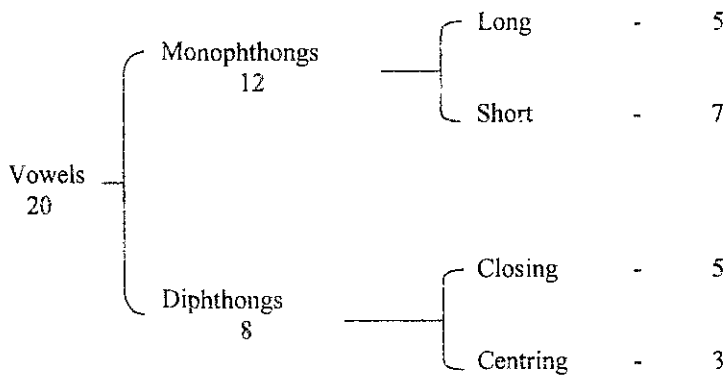 Long - 5
Monophthongs
12
Short - 7
Vowels
20
Closing - 5
Diphthongs
8
Centring - 3